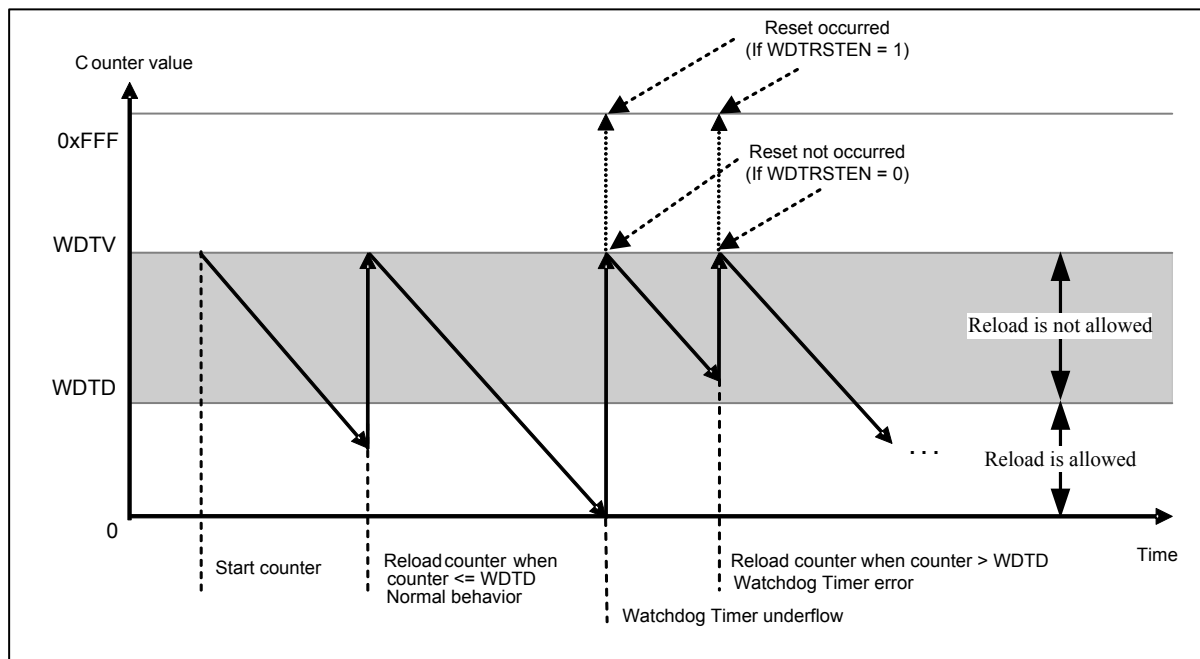 Reset occurred
(If WDTRSTEN = 1)
Counter value
0xFFF
Reset not occurred
(If WDTRSTEN = 0)
WDTV
Reload is not allowed
WDTD
. . .
Reload is allowed
0
Time
Start counter
Reload counter when
counter <= WDTD
Normal behavior
Reload counter when counter > WDTD
Watchdog Timer error
Watchdog Timer underflow